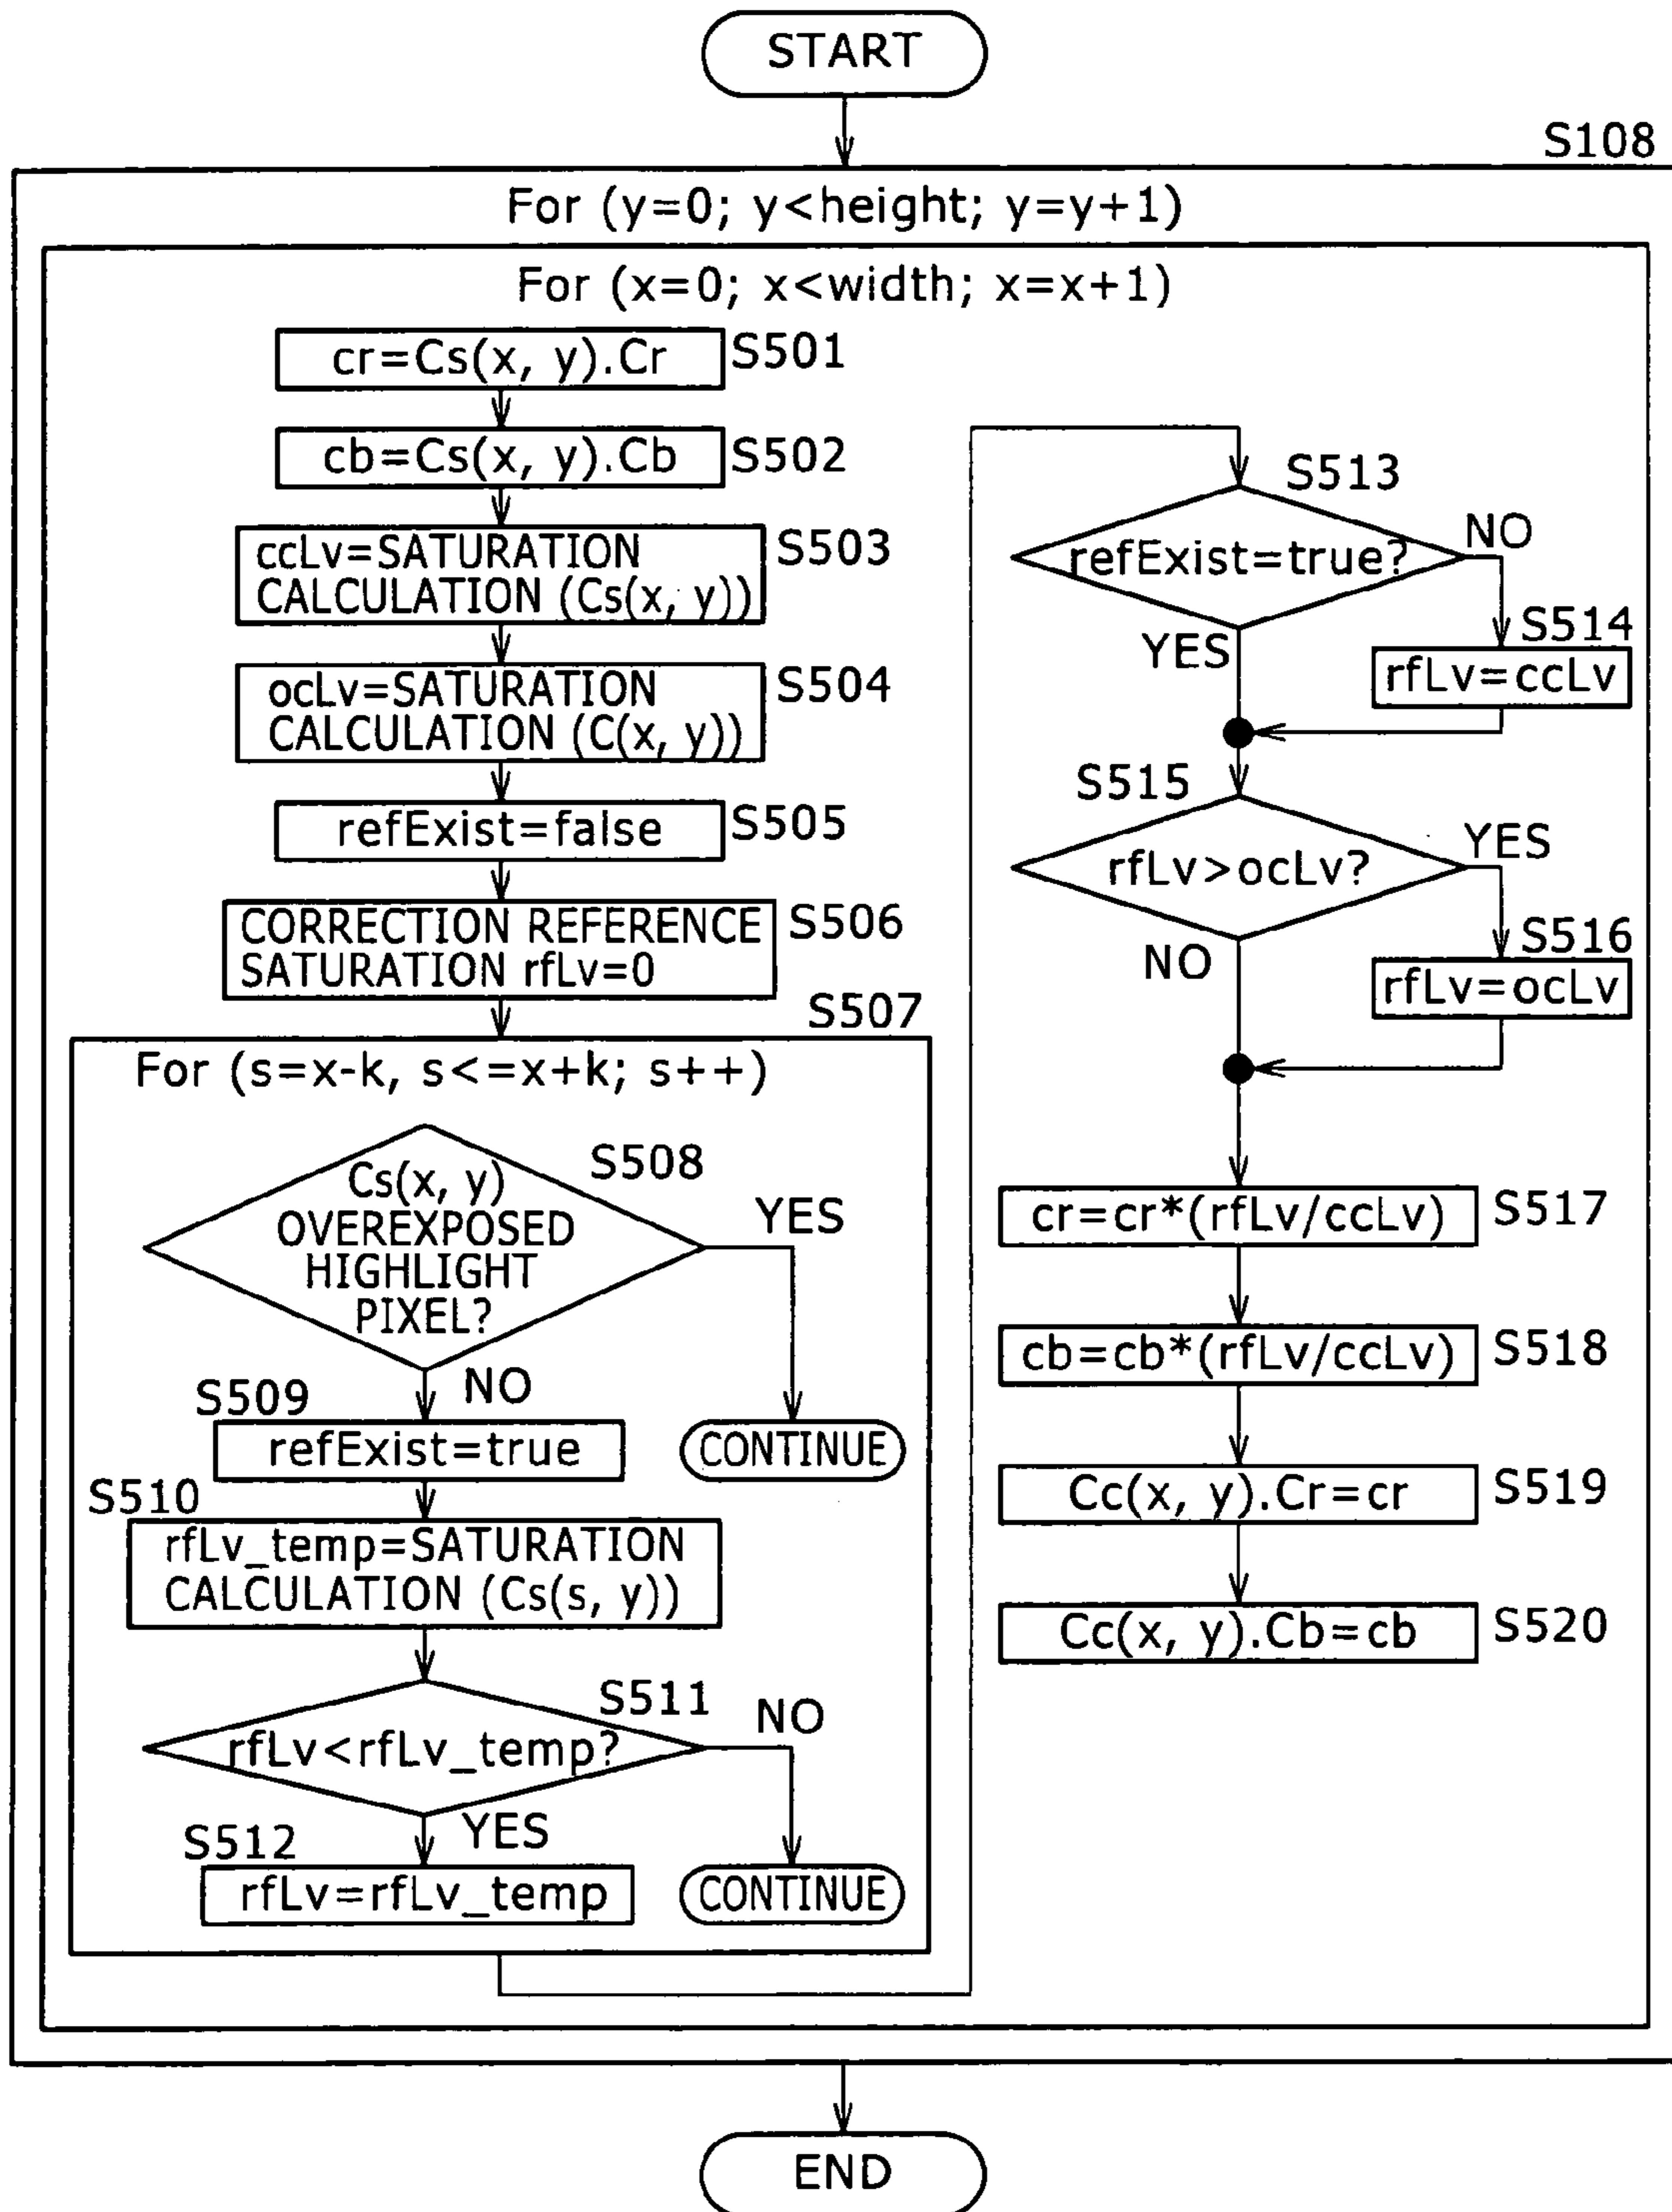 START
S108
For (y=0; y<height; y=y+1)
For (x=0; x<width; x=x+1)
cr=Cs(x, y).Cr
S501
cb=Cs(x, y).Cb
S502
ccLv=SATURATION
CALCULATION (Cs(x, y))
S503
ocLv=SATURATION
CALCULATION (C(x, y))
S504
refExist=false
S505
CORRECTION REFERENCE
SATURATION rfLv=0
S506
S507
For (s=x-k, s<=x+k; s++)
S508
Cs(x, y)
OVEREXPOSED
HIGHLIGHT
PIXEL?
YES
NO
S509
refExist=true
CONTINUE
S510
rfLv_temp=SATURATION
CALCULATION (Cs(s, y))
S511
rfLv<rfLv_temp?
NO
YES
S512
rfLv=rfLv_temp
CONTINUE
S513
refExist=true?
NO
YES
S514
rfLv=ccLv
S515
rfLv>ocLv?
YES
NO
S516
rfLv=ocLv
cr=cr*(rfLv/ccLv)
S517
cb=cb*(rfLv/ccLv)
S518
Cc(x, y).Cr=cr
S519
Cc(x, y).Cb=cb
S520
END